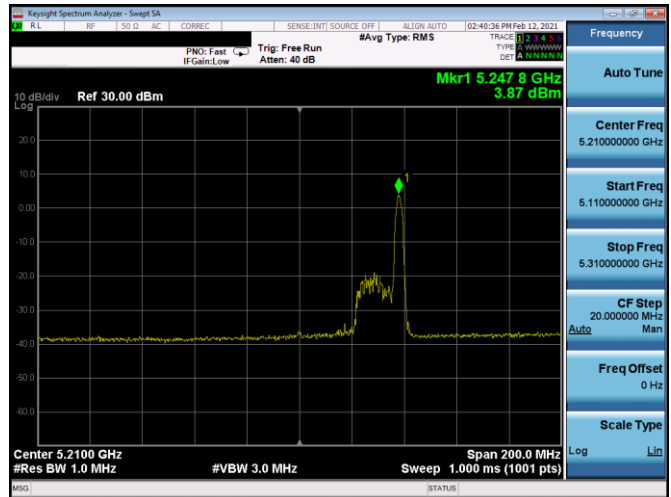 Keysight Spectrum Analyzer - Swept SA
RL RF 50 Ω AC CORREC SENSE:INT SOURCE OFF ALIGN AUTO 02:40:36 PM Feb 12, 2021
PNO: Fast
IFGain:Low
Trig: Free Run
Atten: 40 dB
#Avg Type: RMS
TRACE 1 2 3 4 5 6
TYPE A WWWWW
DET A N N N N N
Mkr1 5.247 8 GHz
3.87 dBm
10 dB/div Ref 30.00 dBm
Log
20.0
10.0
0.00
-10.0
-20.0
-30.0
-40.0
-50.0
-60.0
1
Center 5.2100 GHz
#Res BW 1.0 MHz
#VBW 3.0 MHz
Span 200.0 MHz
Sweep 1.000 ms (1001 pts)
MSG
STATUS
Frequency
Auto Tune
Center Freq
5.210000000 GHz
Start Freq
5.110000000 GHz
Stop Freq
5.310000000 GHz
CF Step
20.000000 MHz
Auto Man
Freq Offset
0 Hz
Scale Type
Log Lin